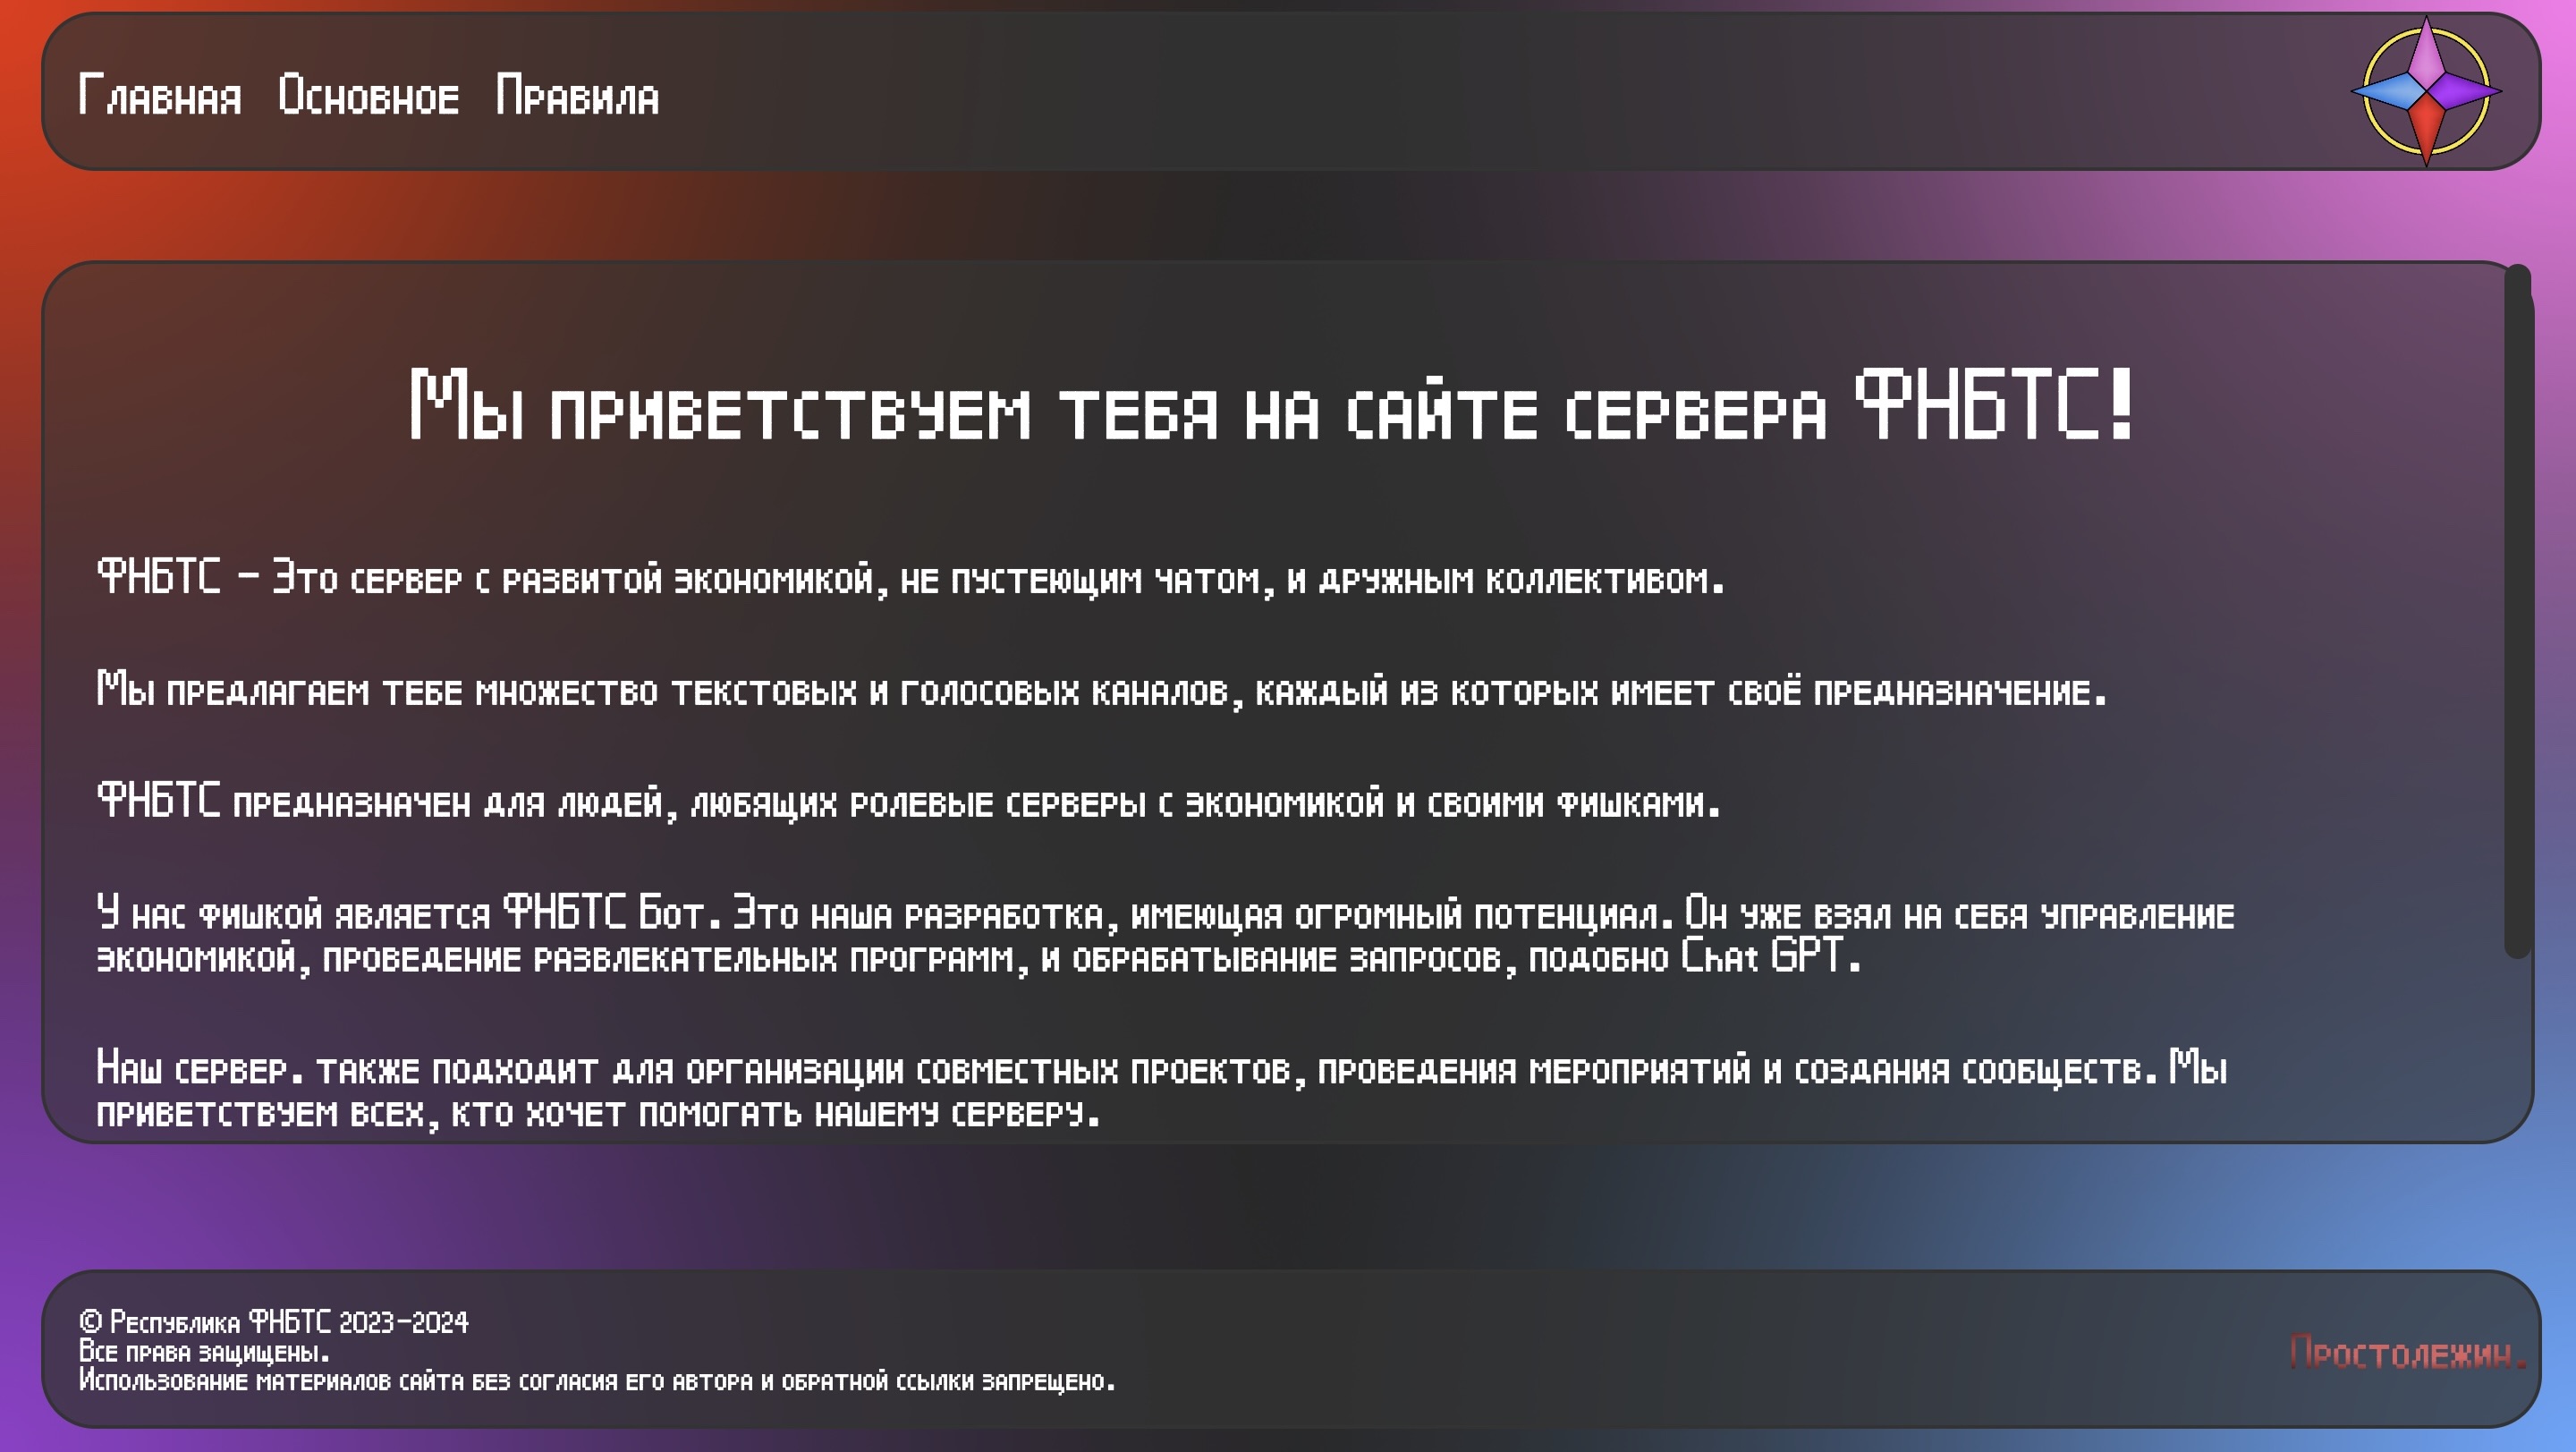 Главная Основное Правила
Мы приветствуем тебя на сайте сервера ФНБТС!
ФНБТС - Это сервер с развитой экономикой, не пустеющим чатом, и дружным коллективом.
Мы предлагаем тебе множество текстовых и голосовых каналов, каждый из которых имеет своё предназначение.
ФНБТС предназначен для людей, любящих ролевые серверы с экономикой и своими фишками.
У нас фишкой является ФНБТС Бот. Это наша разработка, имеющая огромный потенциал. Он уже взял на себя управление
экономикой, проведение развлекательных программ, и обрабатывание запросов, подобно Chat GPT.
Наш сервер. также подходит для организации совместных проектов, проведения мероприятий и создания сообществ. Мы
приветствуем всех, кто хочет помогать нашему серверу.
© Республика ФНБТС 2023-2024
Все права защищены.
Использование материалов сайта без согласия его автора и обратной ссылки запрещено.
Простолежин.